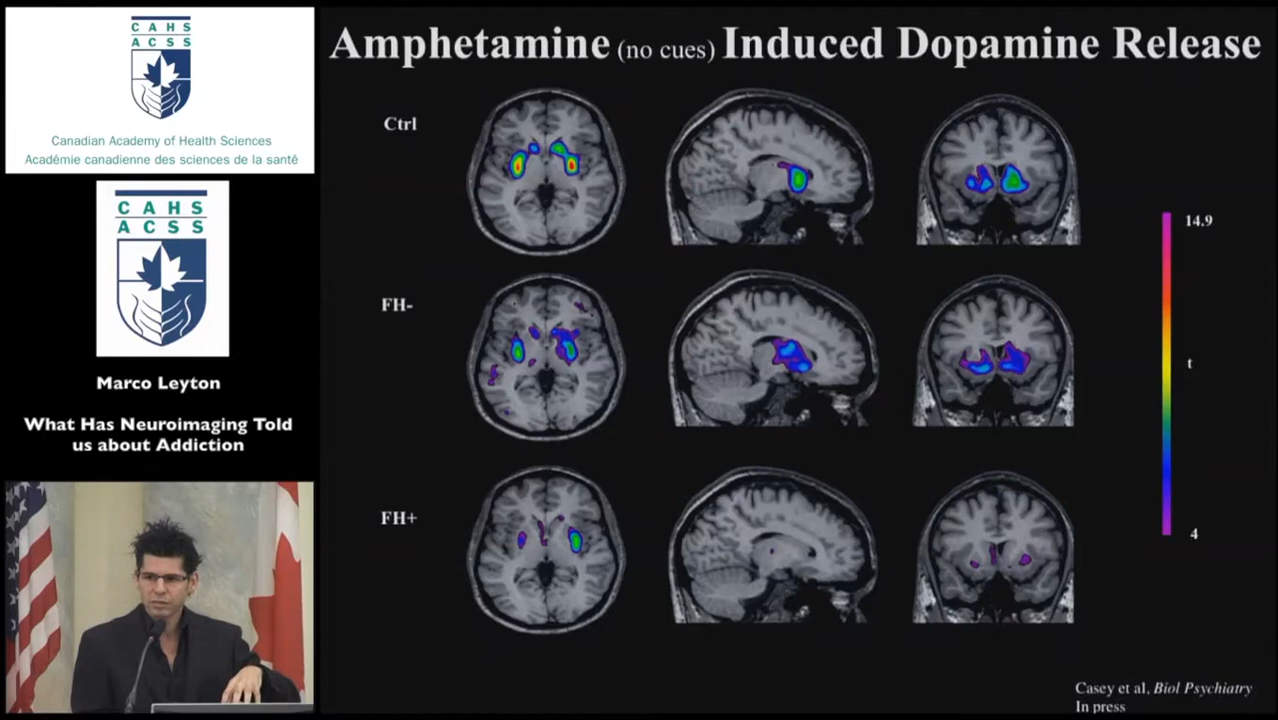 CAHS
ACSS
Canadian Academy of Health Sciences
Académie canadienne des sciences de la santé
CAHS
ACSS
Marco Leyton
What Has Neuroimaging Told
us about Addiction
Amphetamine (no cues) Induced Dopamine Release
Ctrl
FH-
FH+
14.9
t
4
Casey et al, Biol Psychiatry
In press